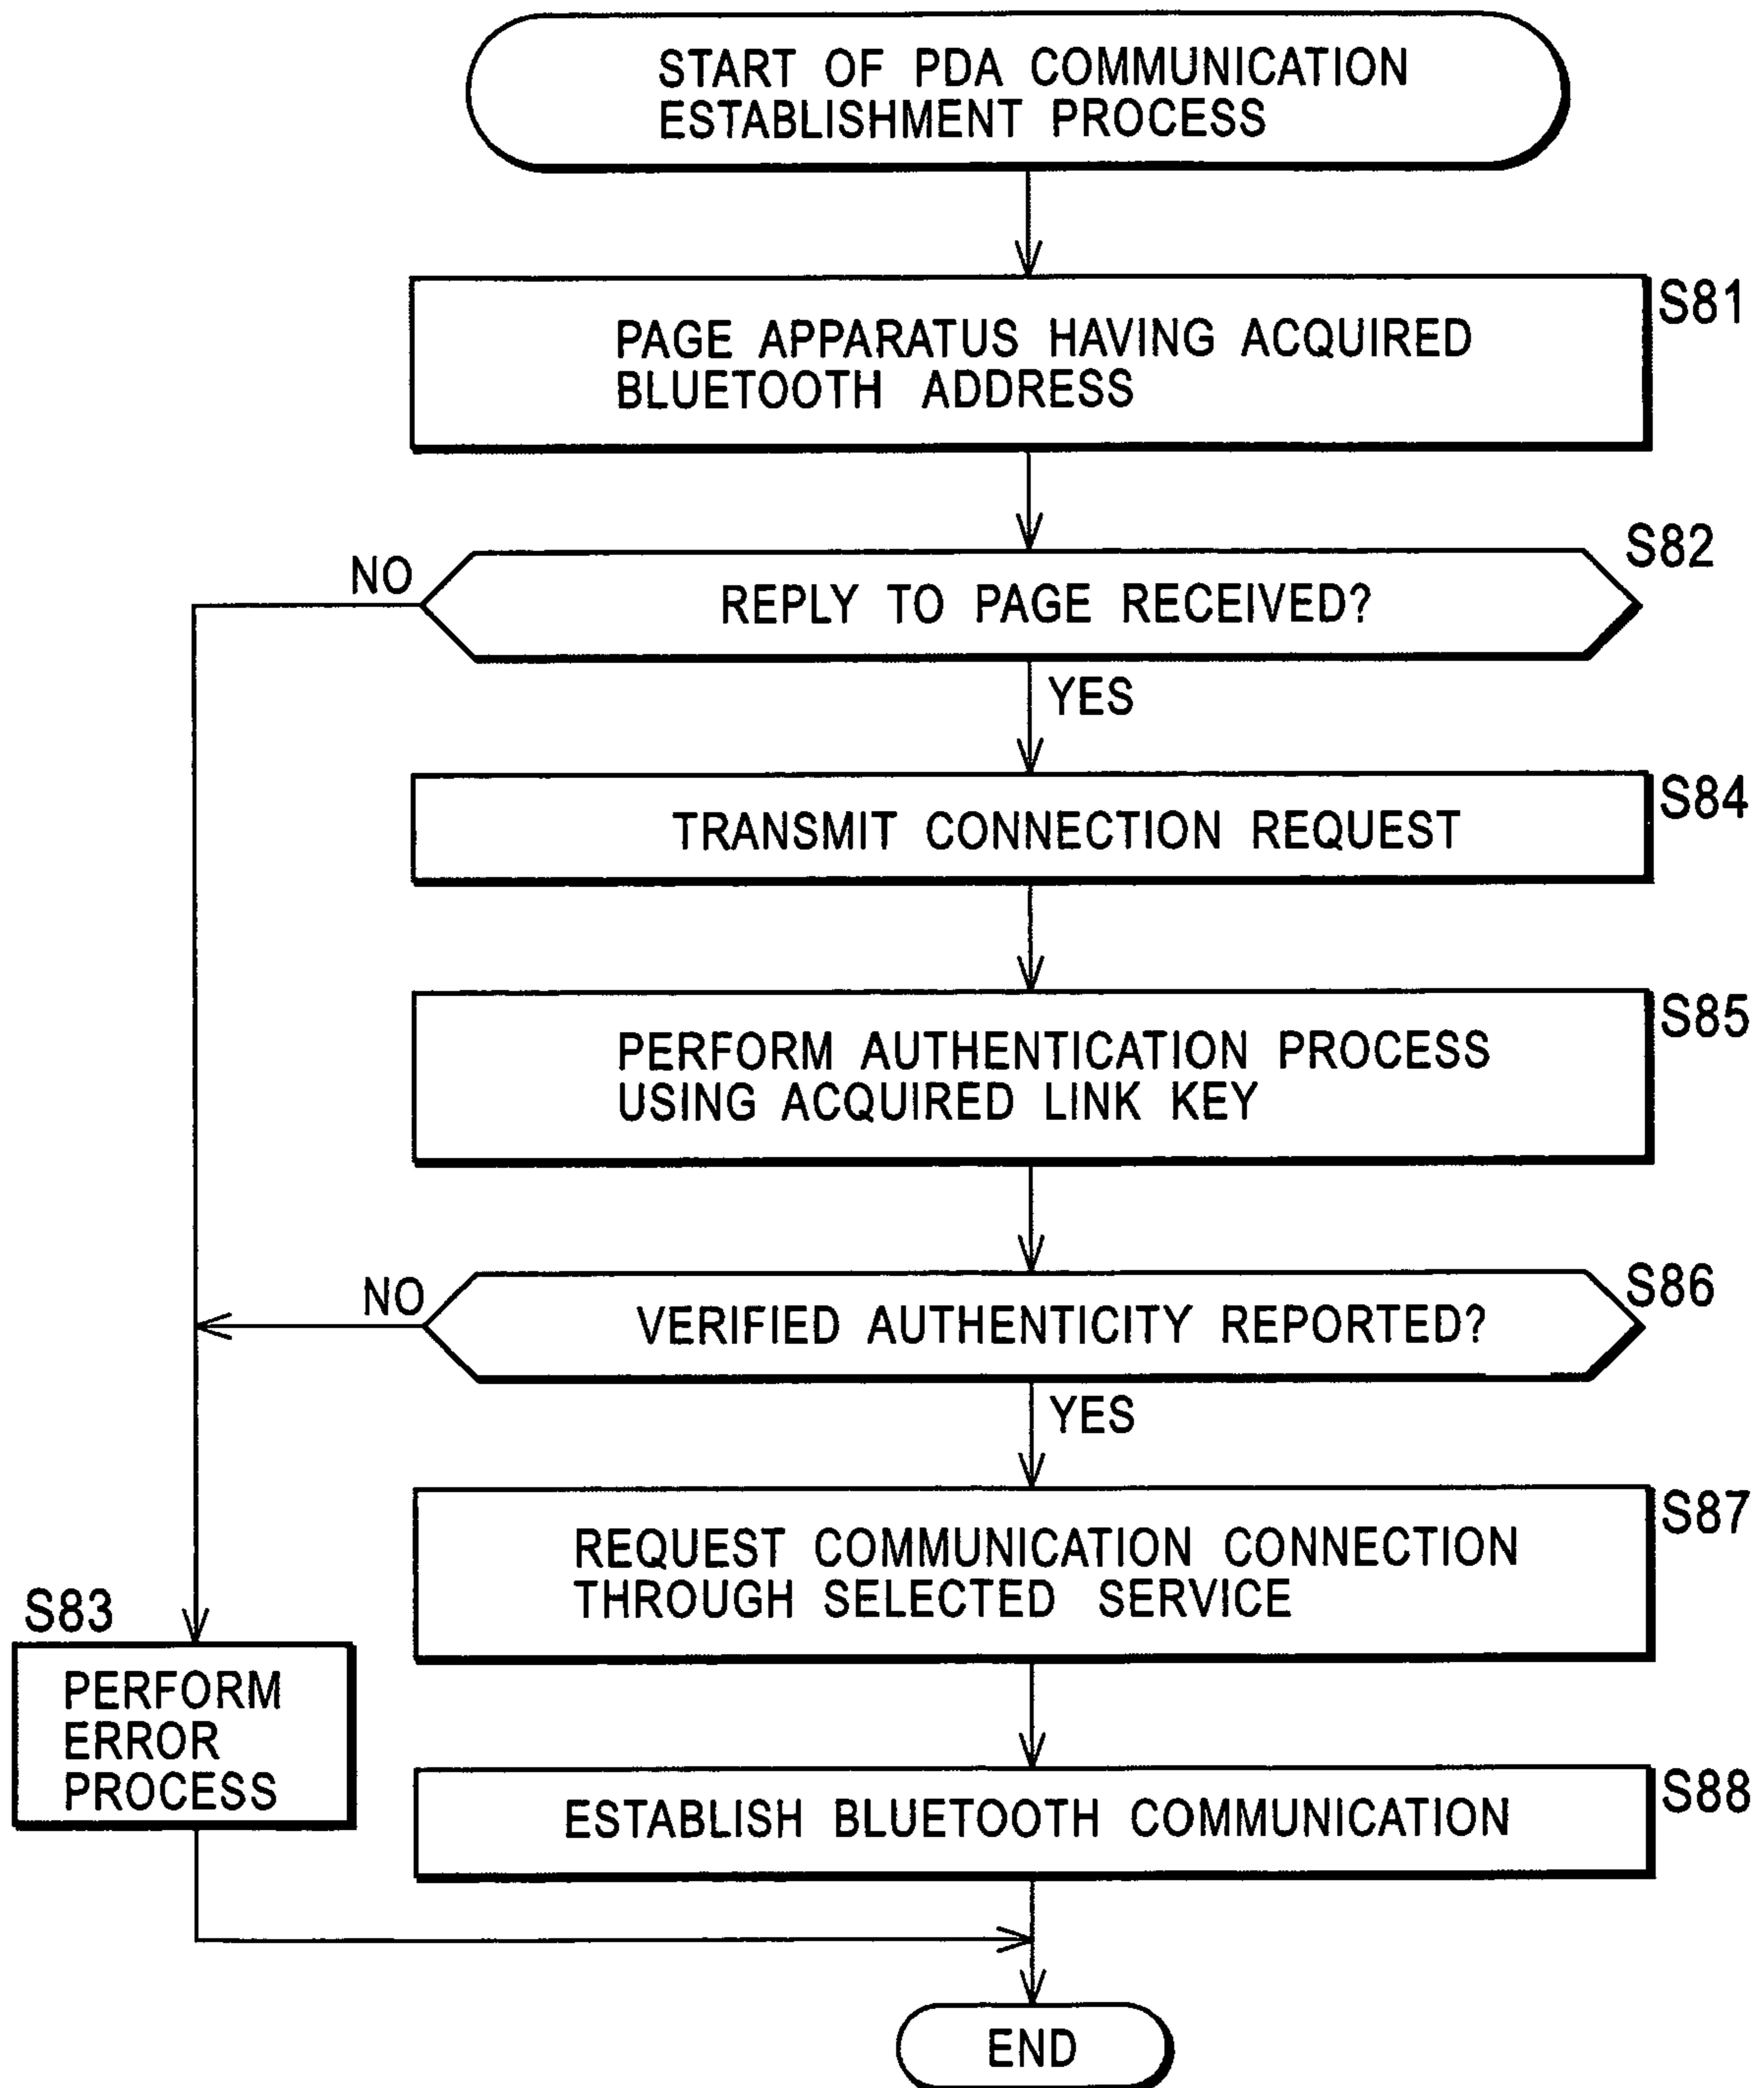 START OF PDA COMMUNICATION
ESTABLISHMENT PROCESS
S81
PAGE APPARATUS HAVING ACQUIRED
BLUETOOTH ADDRESS
S82
NO
REPLY TO PAGE RECEIVED?
YES
S84
TRANSMIT CONNECTION REQUEST
S85
PERFORM AUTHENTICATION PROCESS
USING ACQUIRED LINK KEY
S86
NO
VERIFIED AUTHENTICITY REPORTED?
YES
S87
REQUEST COMMUNICATION CONNECTION
THROUGH SELECTED SERVICE
S83
PERFORM
ERROR
PROCESS
S88
ESTABLISH BLUETOOTH COMMUNICATION
END